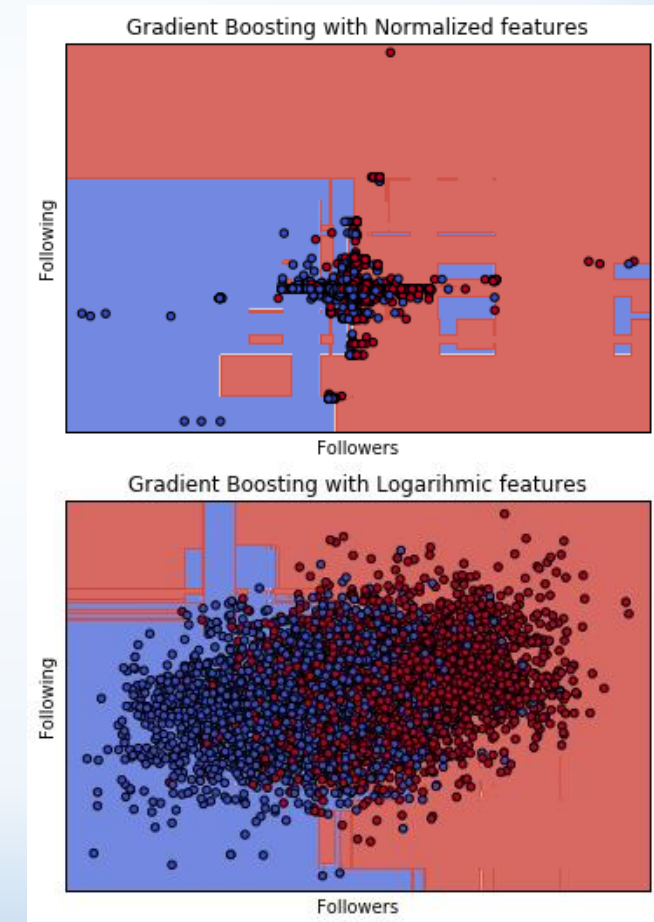 Gradient Boosting with Normalized features
Following
Followers
Gradient Boosting with Logarihmic features
Following
Followers